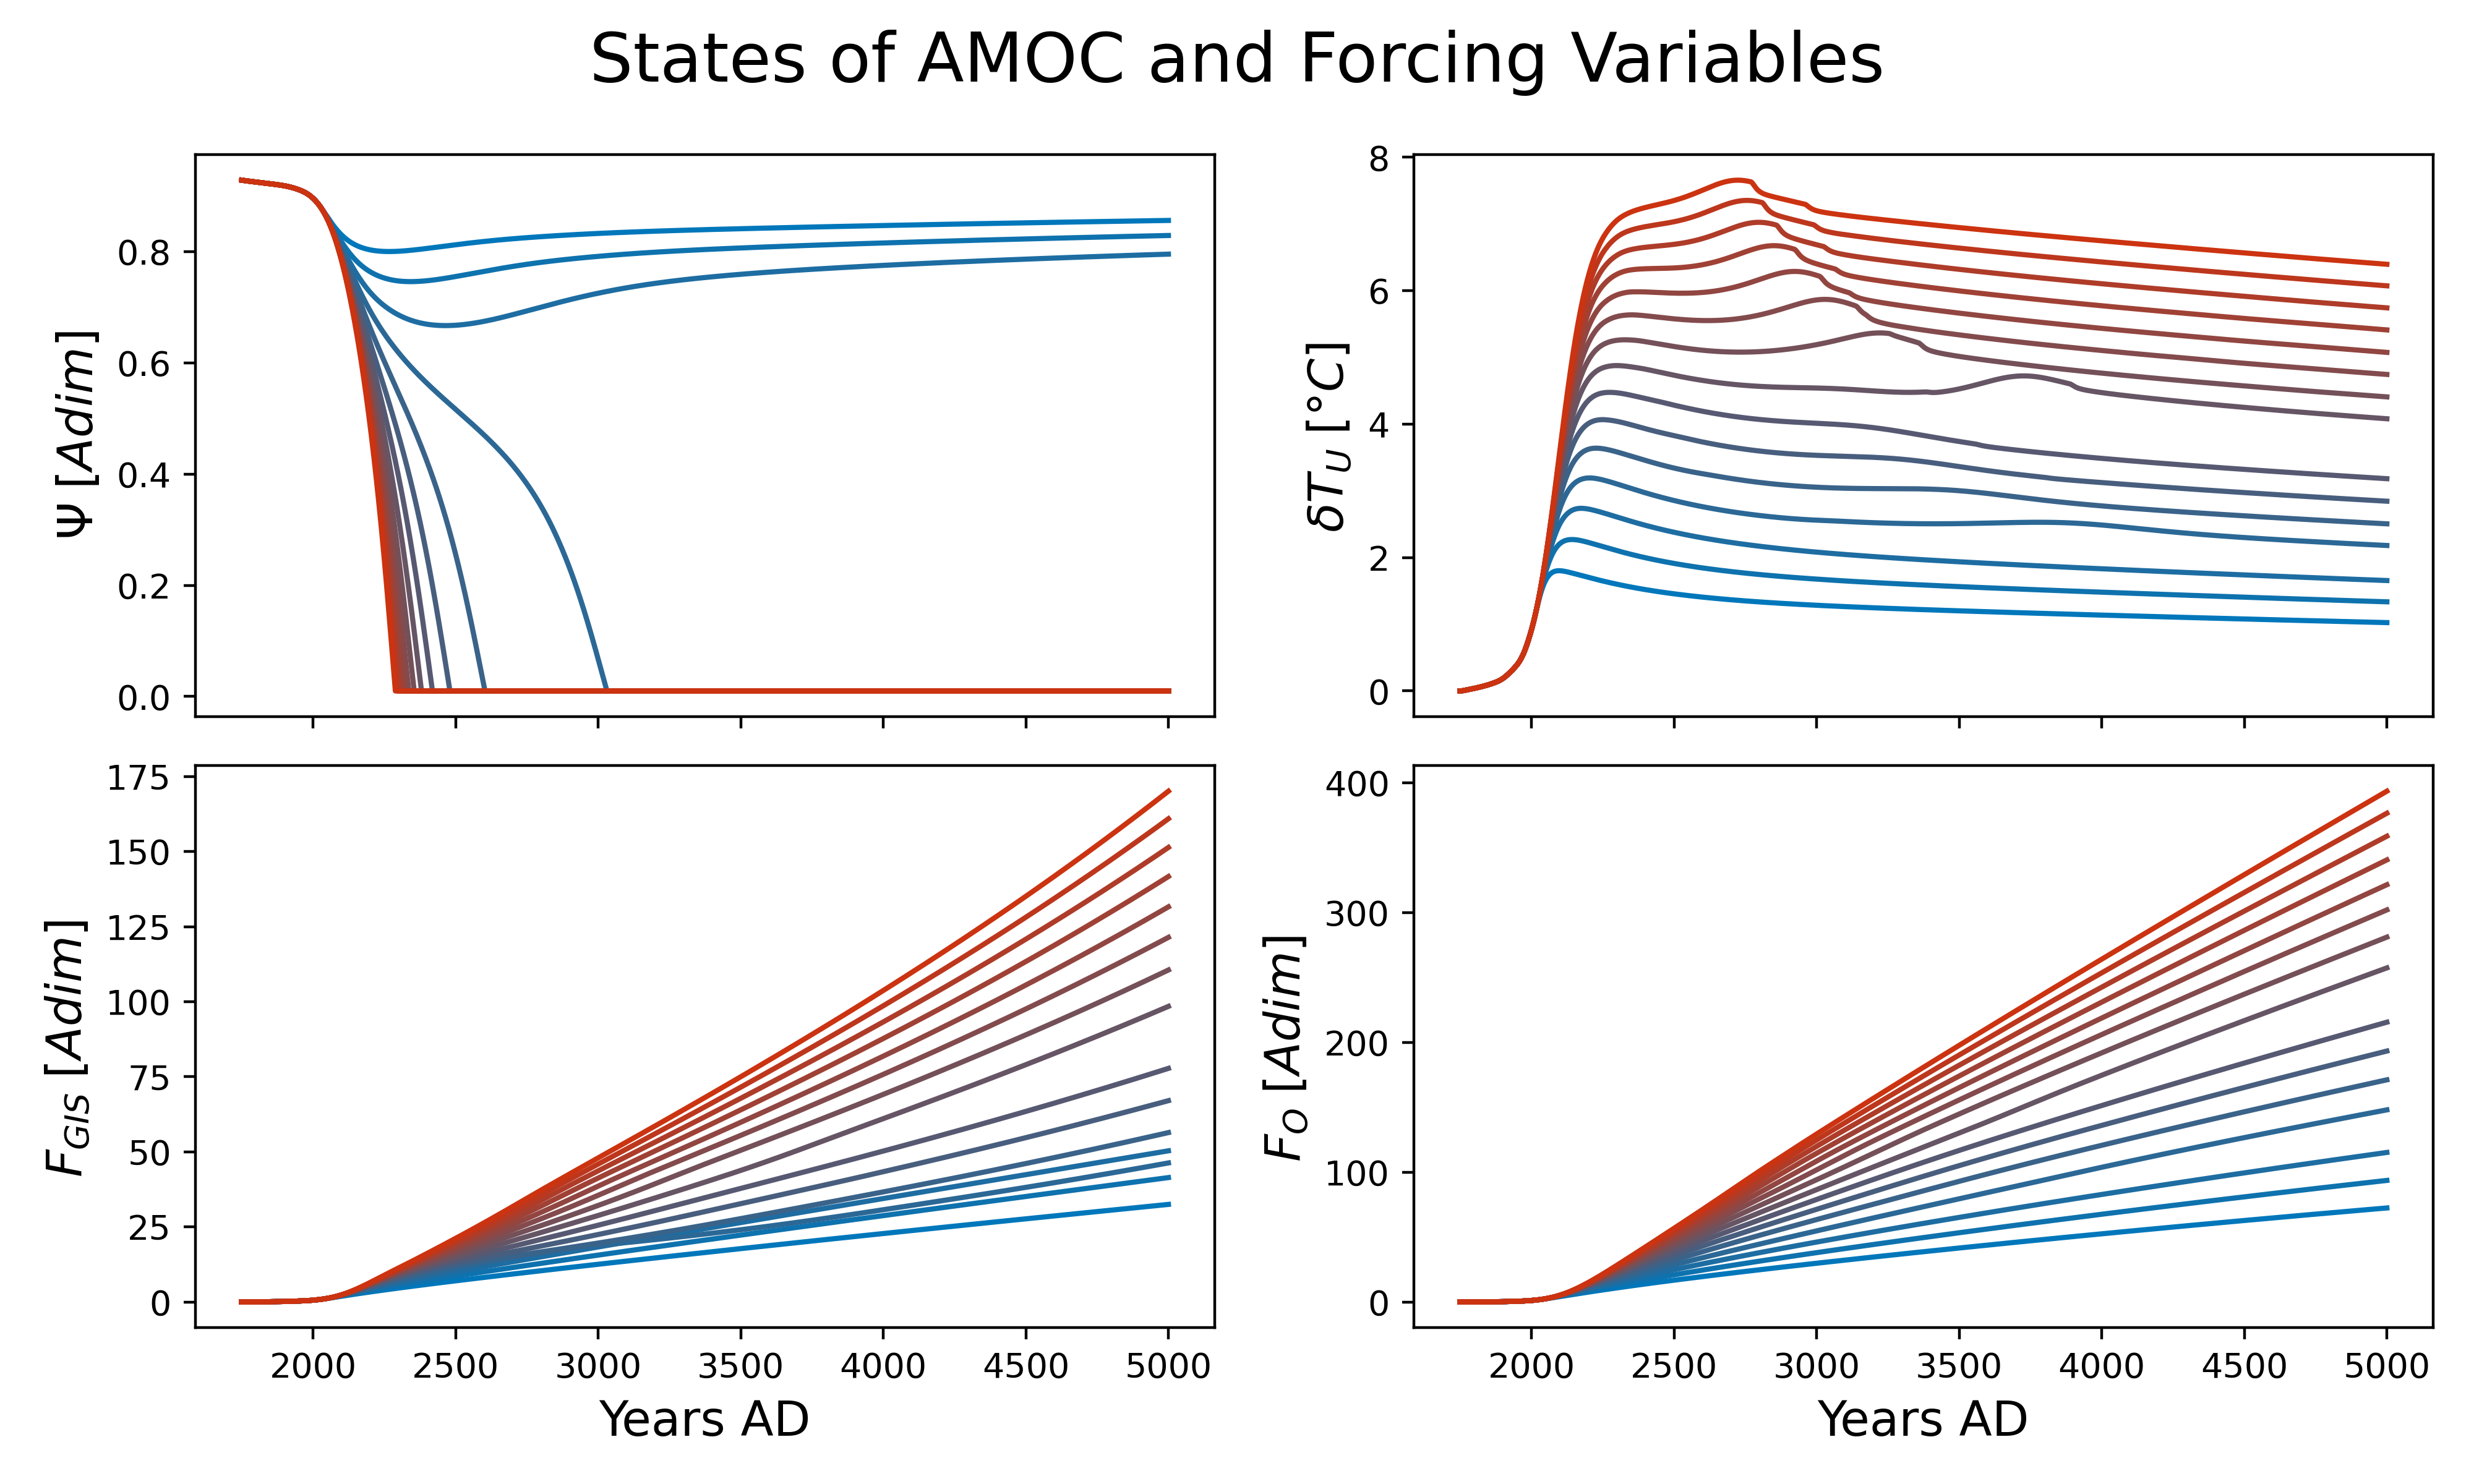 States of AMOC and Forcing Variables
Ψ [Adim]
0.8
0.6
0.4
0.2
0.0
δT_U [°C]
8
6
4
2
0
F_GIS [Adim]
175
150
125
100
75
50
25
0
2000 2500 3000 3500 4000 4500 5000
Years AD
F_O [Adim]
400
300
200
100
0
2000 2500 3000 3500 4000 4500 5000
Years AD